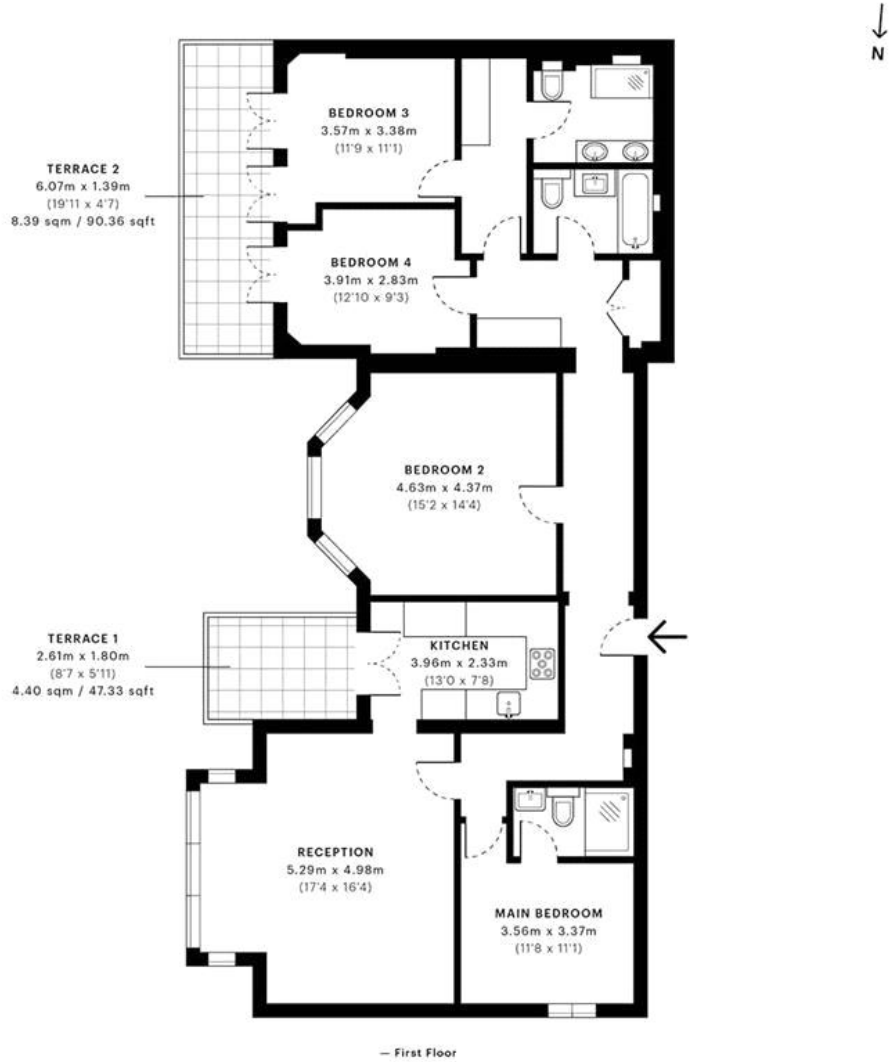 N
BEDROOM 3
3.57m x 3.38m
(11'9 x 11'1)
TERRACE 2
6.07m x 1.39m
(19'11 x 4'7)
8.39 sqm / 90.36 sqft
BEDROOM 4
3.91m x 2.83m
(12'10 x 9'3)
BEDROOM 2
4.63m x 4.37m
(15'2 x 14'4)
TERRACE 1
2.61m x 1.80m
(8'7 x 5'11)
4.40 sqm / 47.33 sqft
KITCHEN
3.96m x 2.33m
(13'0 x 7'8)
RECEPTION
5.29m x 4.98m
(17'4 x 16'4)
MAIN BEDROOM
3.56m x 3.37m
(11'8 x 11'1)
— First Floor